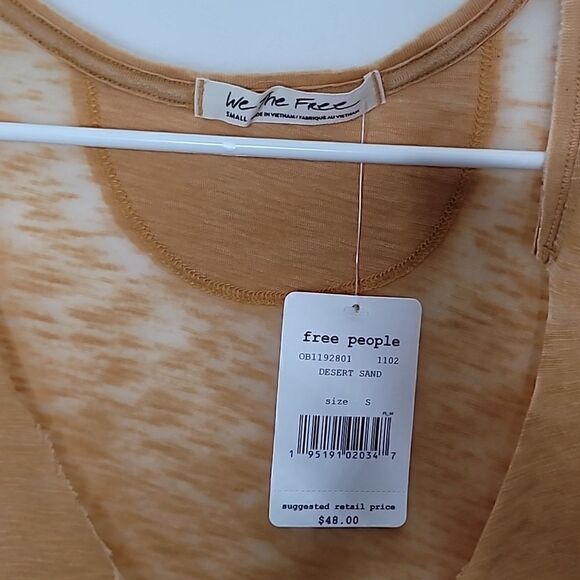 We The Free
SMALL DE IN VIETNAM / FABRIQUÉ AU VIETNAM
free people
OB1192801 1102
DESERT SAND
size S
1 95191 02034 7
suggested retail price
$48.00